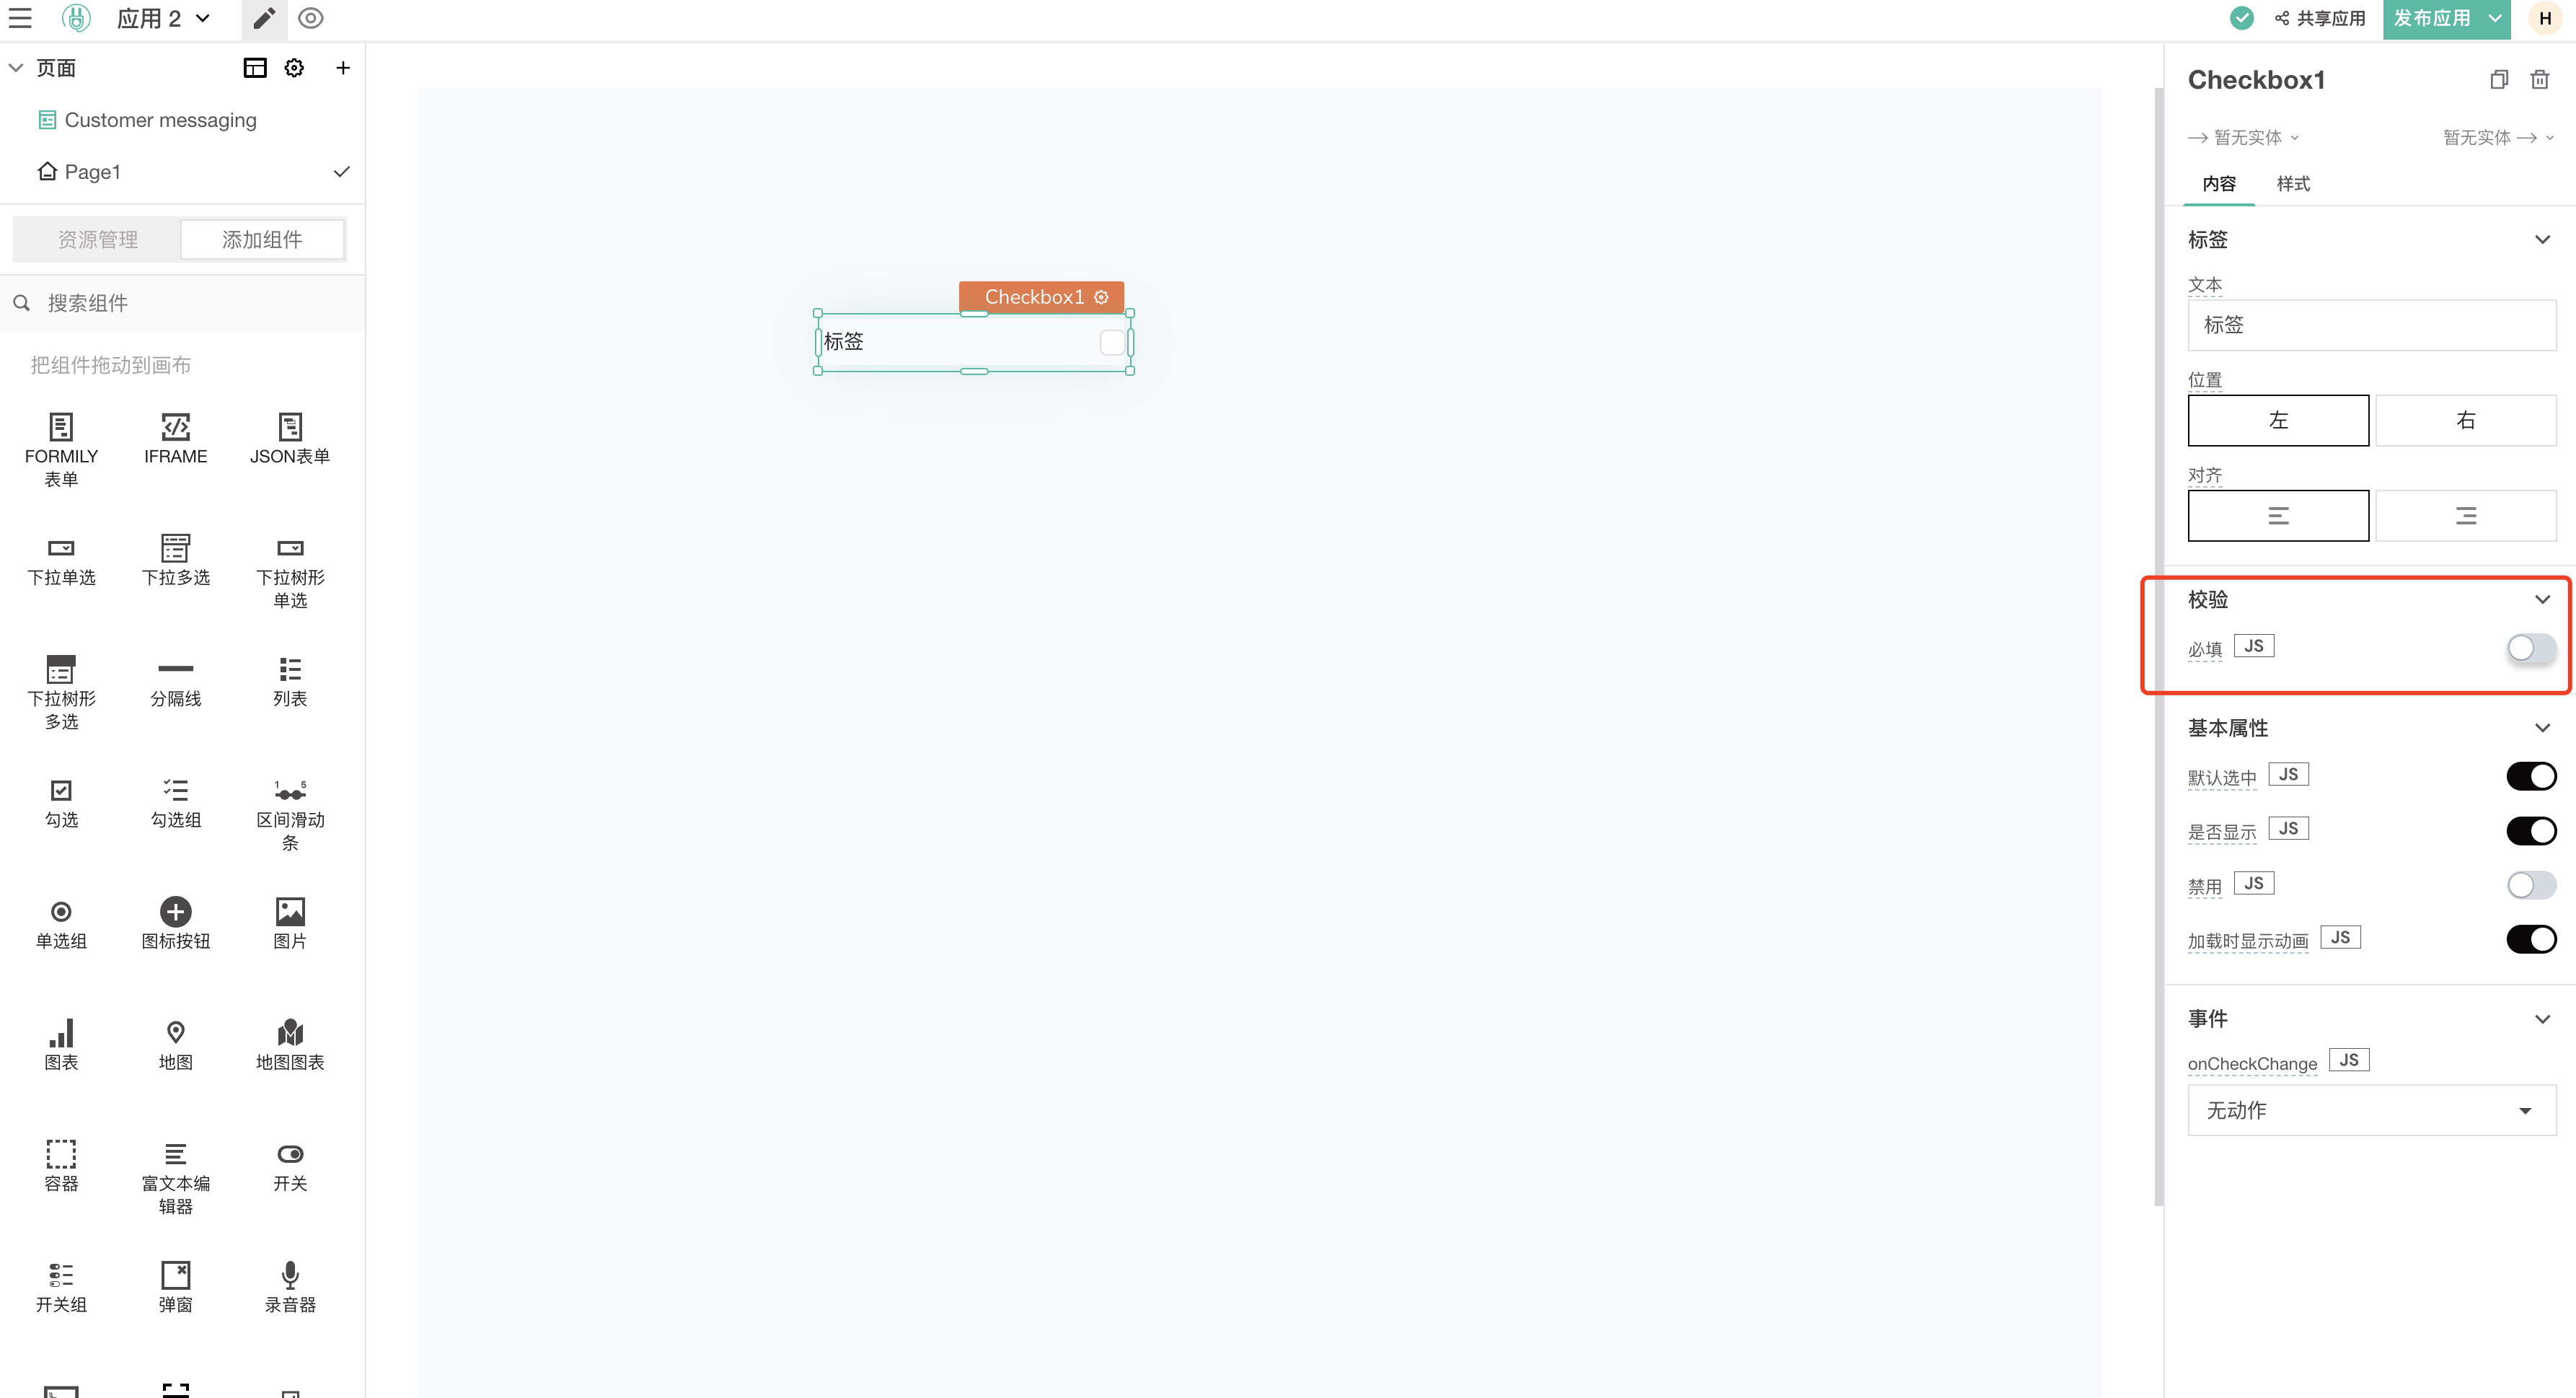 应用 2
共享应用
发布应用
H
页面
Customer messaging
Page1
资源管理
添加组件
搜索组件
把组件拖动到画布
FORMILY
表单
IFRAME
JSON表单
下拉单选
下拉多选
下拉树形
单选
下拉树形
多选
分隔线
列表
勾选
勾选组
1 5
区间滑动
条
单选组
图标按钮
图片
图表
地图
地图图表
容器
富文本编
辑器
开关
开关组
弹窗
录音器
Checkbox1
标签
Checkbox1
暂无实体
暂无实体
内容
样式
标签
文本
标签
位置
左
右
对齐
校验
必填 JS
基本属性
默认选中 JS
是否显示 JS
禁用 JS
加载时显示动画 JS
事件
onCheckChange JS
无动作